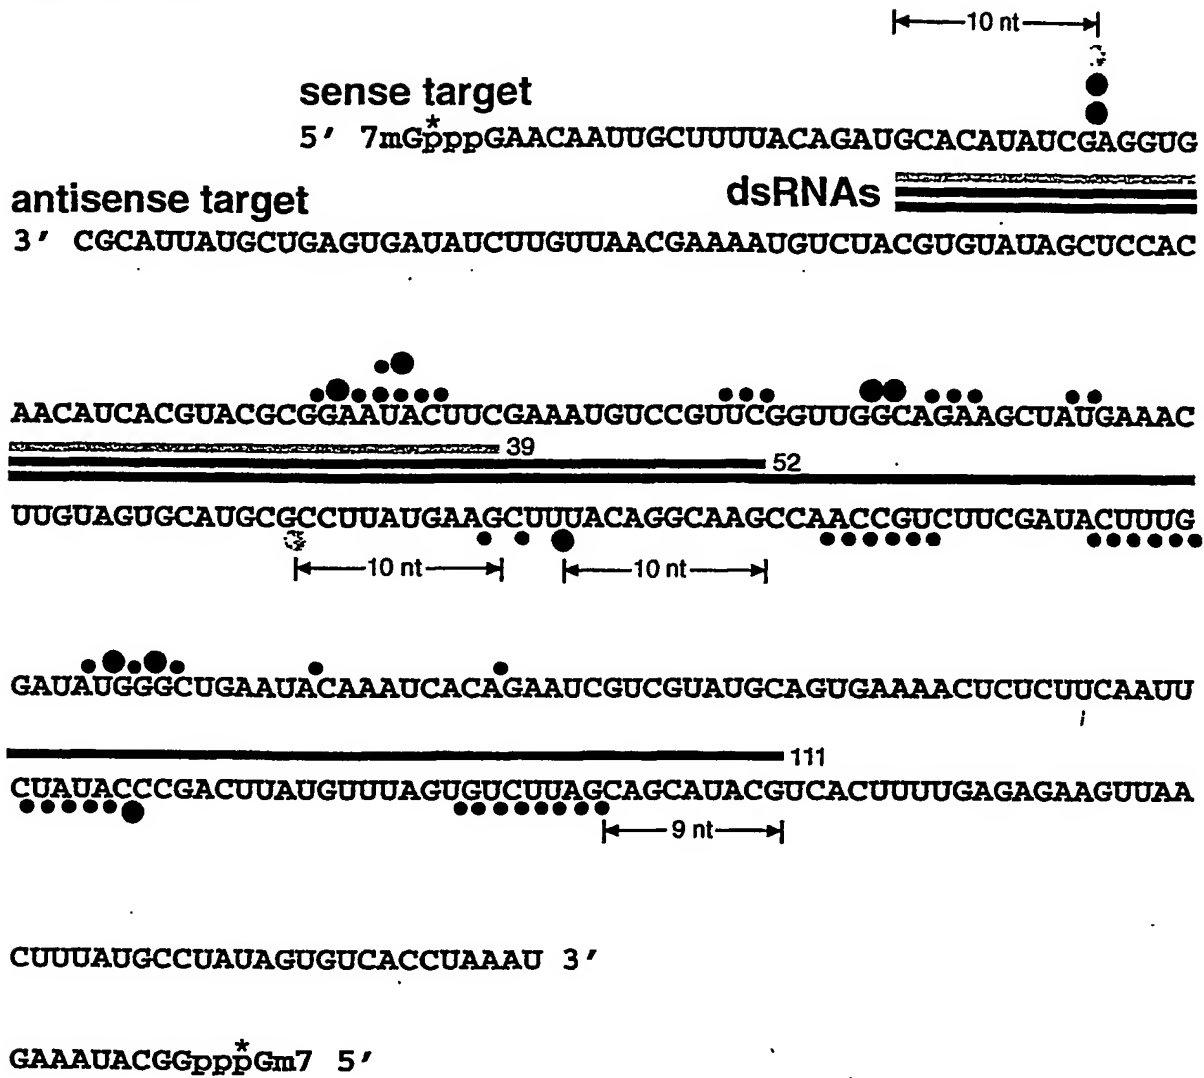 10 nt
sense target
5′ 7mGpppGAACAAUUGCUUUUACAGAUGCACAUAUCGAGGUG
*
dsRNAs
antisense target
3′ CGCAUUAUGCUGAGUGAUAUCUUGUUAACGAAAAUGUCUACGUGUAUAGCUCCAC
AACAUCACGUACGCGGAAUACUUCGAAAUGUCCGUUCGGUUGGCAGAAGCUAUGAAAC
39
52
UUGUAGUGCAUGCGCCUUAUGAAGCUUUACAGGCAAGCCAACCGUCUUCGAUACUUUG
10 nt 10 nt
GAUAUGGGCUGAAUACAAAUCACAGAAUCGUCGUAUGCAGUGAAAACUCUCUUCAAUU
111
CUAUACCCGACUUAUGUUUAGUGUCUUAGCAGCAUACGUCACUUUUGAGAGAAGUUAA
9 nt
CUUUAUGCCUAUAGUGUCACCUAAAU 3′
*
GAAAUACGGpppGm7 5′